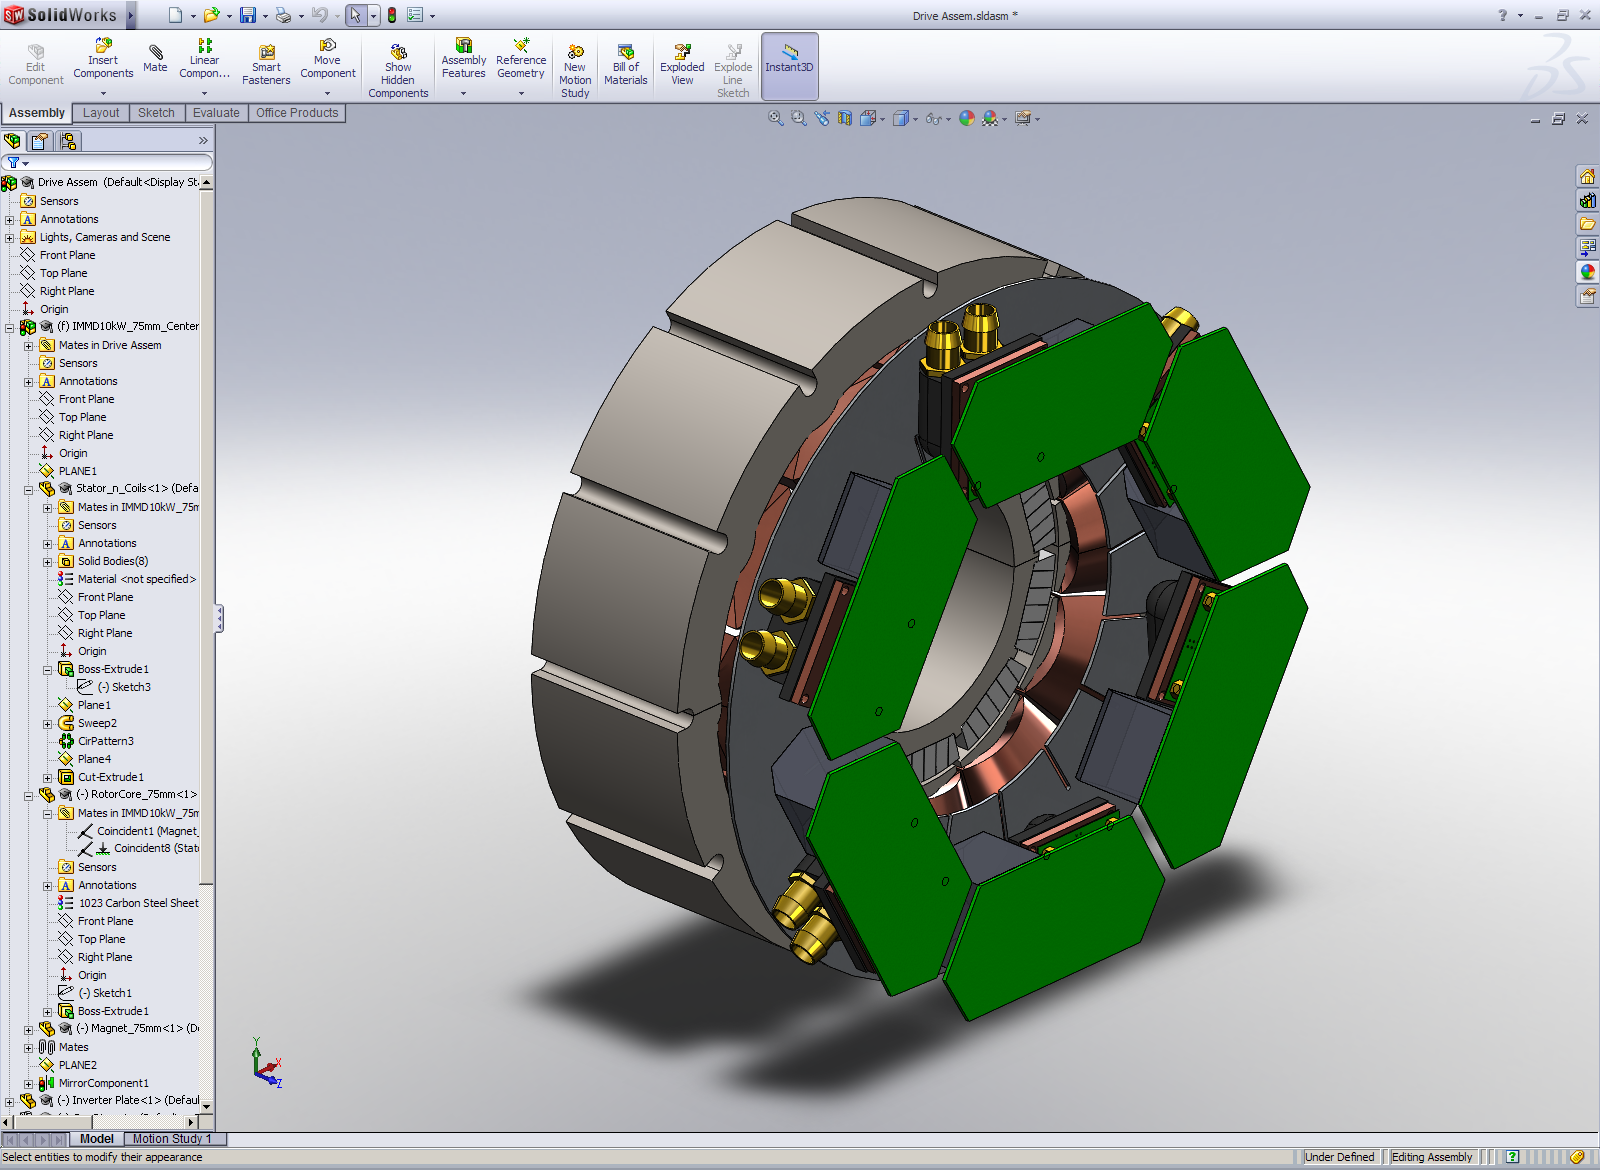 SolidWorks
Drive Assem.sldasm *
Edit Component
Insert Components
Mate
Linear Compon...
Smart Fasteners
Move Component
Show Hidden Components
Assembly Features
Reference Geometry
New Motion Study
Bill of Materials
Exploded View
Explode Line Sketch
Instant3D
Assembly
Layout
Sketch
Evaluate
Office Products
Drive Assem (Default<Display St
Sensors
Annotations
Lights, Cameras and Scene
Front Plane
Top Plane
Right Plane
Origin
(f) IMMD10kW_75mm_Center
Mates in Drive Assem
Sensors
Annotations
Front Plane
Top Plane
Right Plane
Origin
PLANE1
Stator_n_Coils<1> (Defa
Mates in IMMD10kW_75m
Sensors
Annotations
Solid Bodies(8)
Material <not specified>
Front Plane
Top Plane
Right Plane
Origin
Boss-Extrude1
(-) Sketch3
Plane1
Sweep2
CirPattern3
Plane4
Cut-Extrude1
(-) RotorCore_75mm<1>
Mates in IMMD10kW_75m
Coincident1 (Magnet_
Coincident8 (Stat
Sensors
Annotations
1023 Carbon Steel Sheet
Front Plane
Top Plane
Right Plane
Origin
(-) Sketch1
Boss-Extrude1
(-) Magnet_75mm<1> (D
Mates
PLANE2
MirrorComponent1
(-) Inverter Plate<1> (Defaul
Y
X
Z
Model
Motion Study 1
Select entities to modify their appearance
Under Defined
Editing Assembly